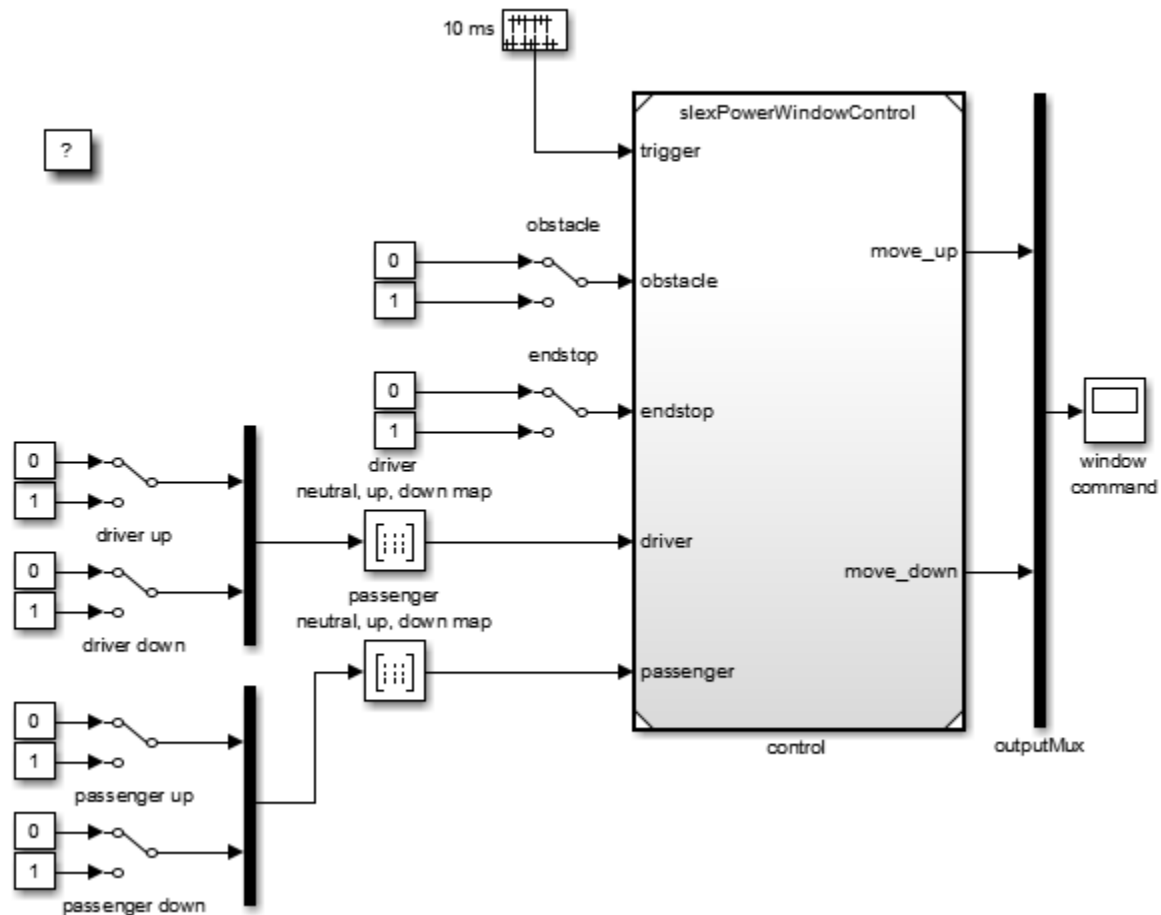 10 ms
?
slexPowerWindowControl
trigger
obstacle
move_up
0
obstacle
1
endstop
0
endstop
1
window
command
driver
neutral, up, down map
0
1
driver up
driver
move_down
0
passenger
neutral, up, down map
1
driver down
passenger
0
control
outputMux
1
passenger up
0
1
passenger down